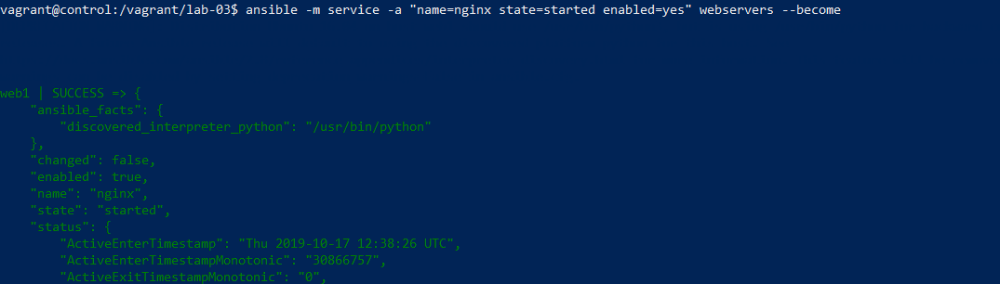 vagrant@control:/vagrant/lab-03$ ansible -m service -a "name=nginx state=started enabled=yes" webservers --become
web1 | SUCCESS => {
    "ansible_facts": {
        "discovered_interpreter_python": "/usr/bin/python"
    },
    "changed": false,
    "enabled": true,
    "name": "nginx",
    "state": "started",
    "status": {
        "ActiveEnterTimestamp": "Thu 2019-10-17 12:38:26 UTC",
        "ActiveEnterTimestampMonotonic": "30866757",
        "ActiveExitTimestampMonotonic": "0",